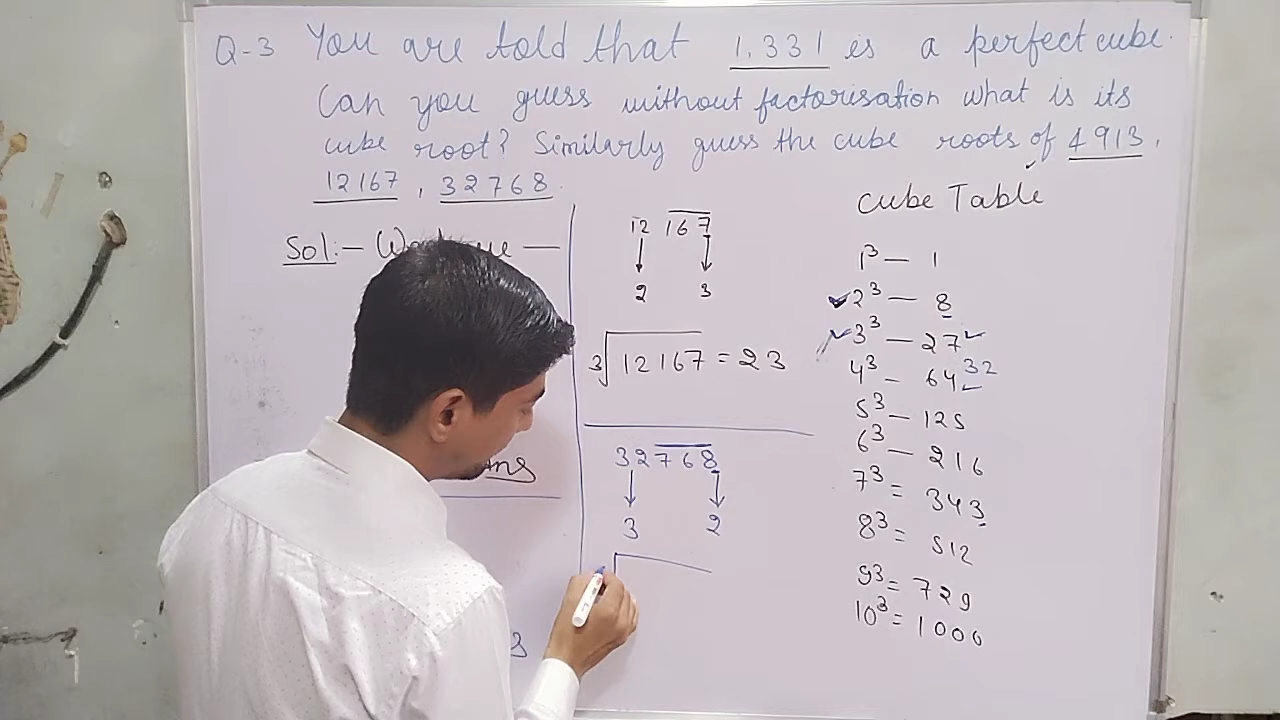 Q-3 You are told that 1,331 is a perfect cube.
Can you guess without factorisation what is its
cube root? Similarly guess the cube roots of 4913,
12167, 32768.
Sol:-
Ans
12 167
2 3
3√12167 = 23
32768
3 2
Cube Table
1³ — 1
2³ — 8
3³ — 27
4³ - 64 32
5³ — 125
6³ — 216
7³ = 343
8³ = 512
9³ = 729
10³ = 1000